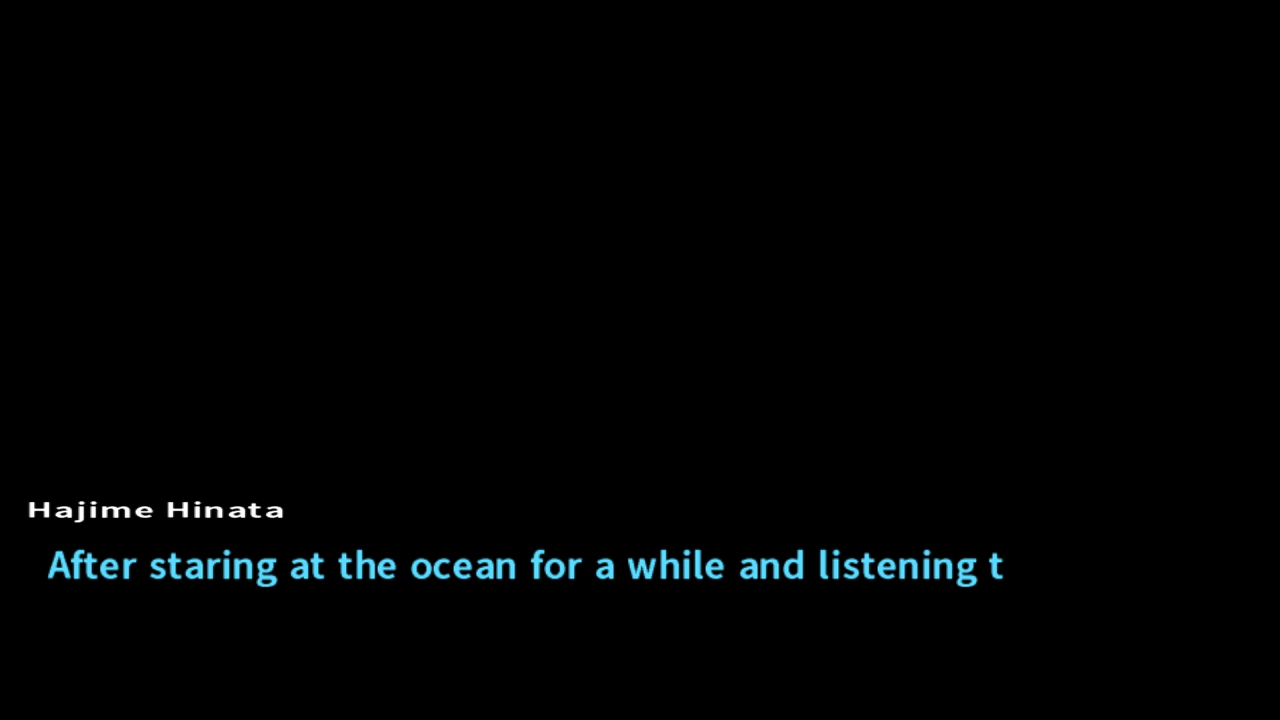 Hajime Hinata
After staring at the ocean for a while and listening t